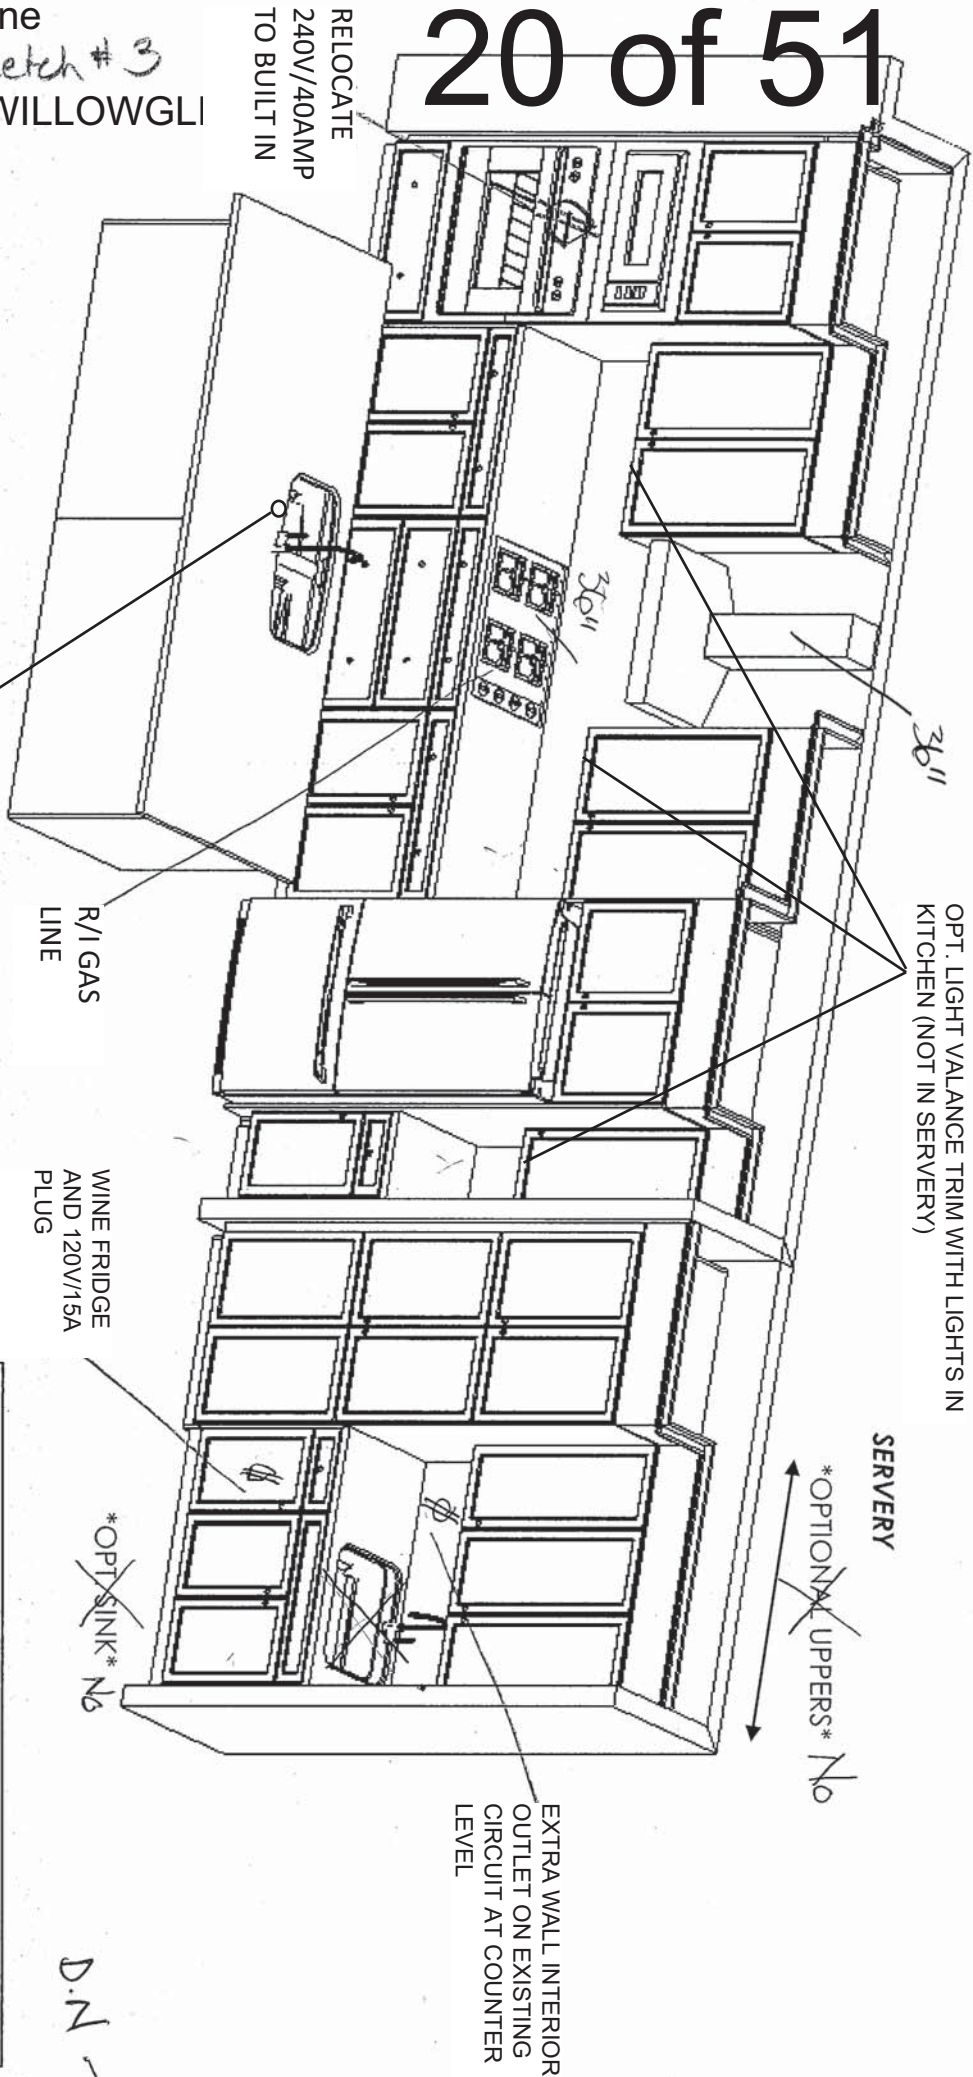 20 of 51
ne
etch # 3
WILLOWGL
RELOCATE
240V/40AMP
TO BUILT IN
36"
36"
OPT. LIGHT VALANCE TRIM WITH LIGHTS IN
KITCHEN (NOT IN SERVERY)
R/I GAS
LINE
WINE FRIDGE
AND 120V/15A
PLUG
SERVERY
*OPTIONAL UPPERS* No
*OPT. SINK* No
EXTRA WALL INTERIOR
OUTLET ON EXISTING
CIRCUIT AT COUNTER
LEVEL
D.N